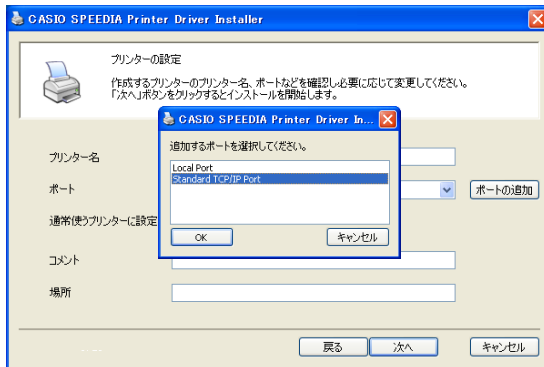 CASIO SPEEDIA Printer Driver Installer
プリンターの設定
作成するプリンターのプリンター名、ポートなどを確認し必要に応じて変更してください。
「次へ」ボタンをクリックするとインストールを開始します。
CASIO SPEEDIA Printer Driver In...
追加するポートを選択してください。
Local Port
Standard TCP/IP Port
OK
キャンセル
プリンター名
ポート
ポートの追加
通常使うプリンターに設定
コメント
場所
戻る
次へ
キャンセル